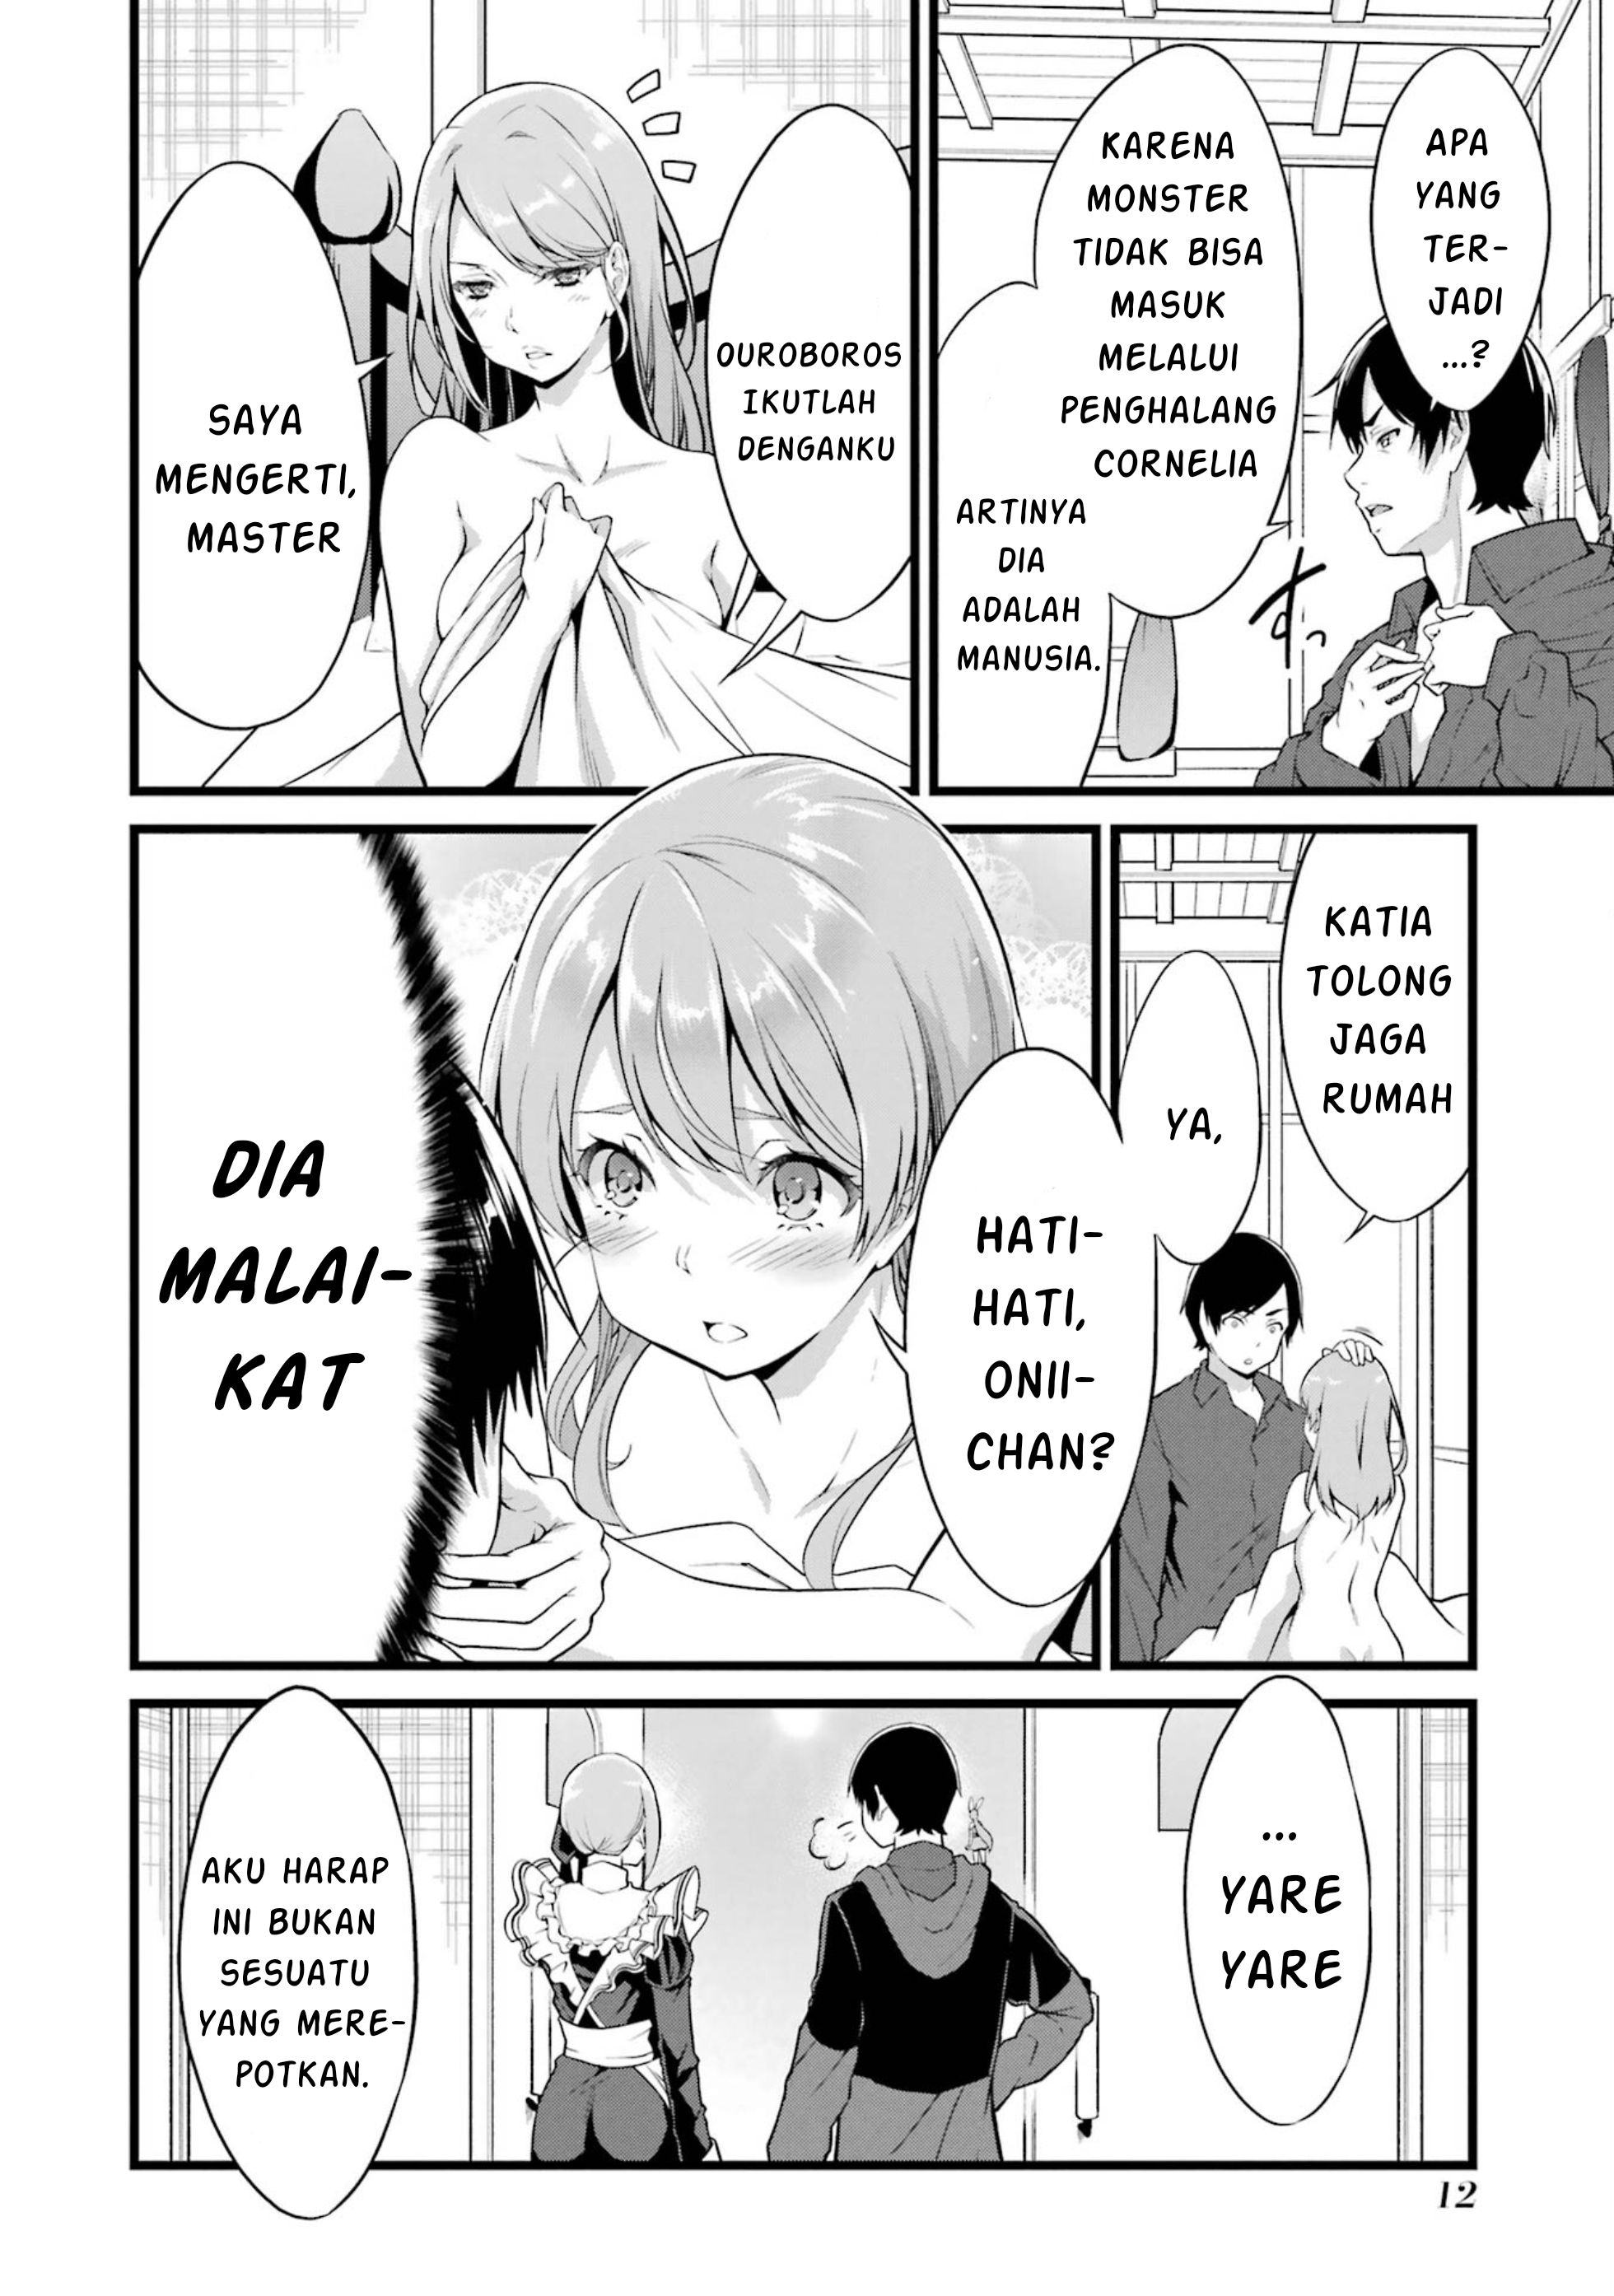 APA
YANG
TER-
JADI
...?
KARENA
MONSTER
TIDAK BISA
MASUK
MELALUI
PENGHALANG
CORNELIA
ARTINYA
DIA
ADALAH
MANUSIA.
OUROBOROS
IKUTLAH
DENGANKU
SAYA
MENGERTI,
MASTER
KATIA
TOLONG
JAGA
RUMAH
YA,
HATI-
HATI,
ONII-
CHAN?
DIA
MALAI-
KAT
...
YARE
YARE
AKU HARAP
INI BUKAN
SESUATU
YANG MERE-
POTKAN.
12